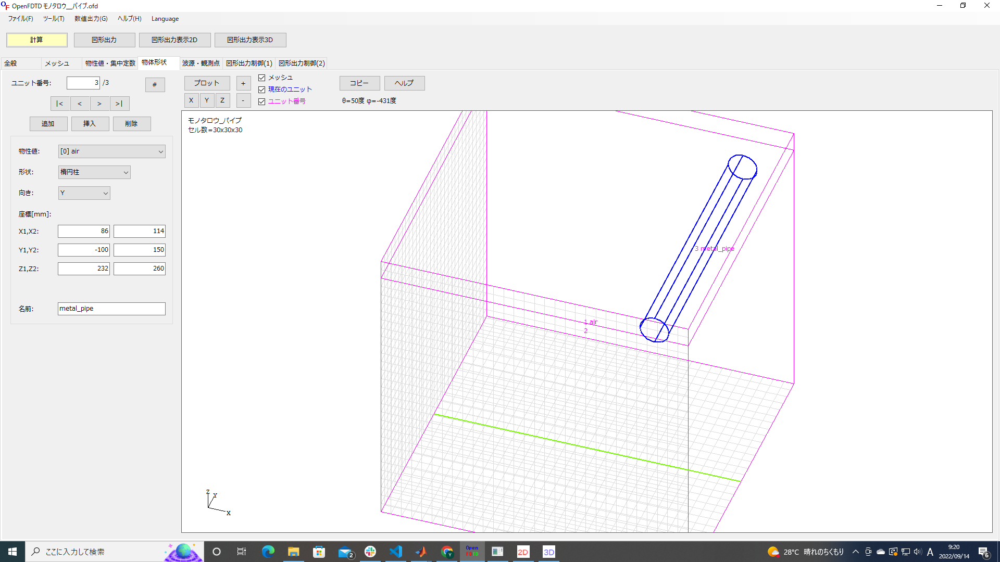 OF OpenFDTD モノタロウ__パイプ.ofd
ファイル(F) ツール(T) 数値出力(G) ヘルプ(H) Language
計算 図形出力 図形出力表示2D 図形出力表示3D
全般 メッシュ 物性値・集中定数 物体形状 波源・観測点 図形出力制御(1) 図形出力制御(2)
ユニット番号: 3 /3 #
|< < > >|
追加 挿入 削除
物性値: [0] air
形状: 楕円柱
向き: Y
座標[mm]:
X1,X2: 86 114
Y1,Y2: -100 150
Z1,Z2: 232 260
名前: metal_pipe
プロット + メッシュ コピー ヘルプ
現在のユニット
X Y Z - ユニット番号 θ=50度 φ=-431度
モノタロウ_パイプ
セル数=30x30x30
3 metal_pipe
1 air
2
Z
Y
X
ここに入力して検索
2
Y
Open
FDTD
2D
3D
28°C 晴れのちくもり
A
9:20
2022/09/14
6